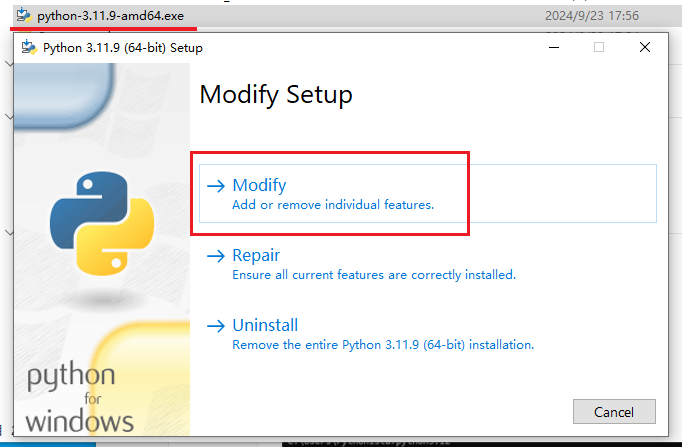 python-3.11.9-amd64.exe 2024/9/23 17:56
Python 3.11.9 (64-bit) Setup
Modify Setup
Modify
Add or remove individual features.
Repair
Ensure all current features are correctly installed.
Uninstall
Remove the entire Python 3.11.9 (64-bit) installation.
python
for
windows
Cancel